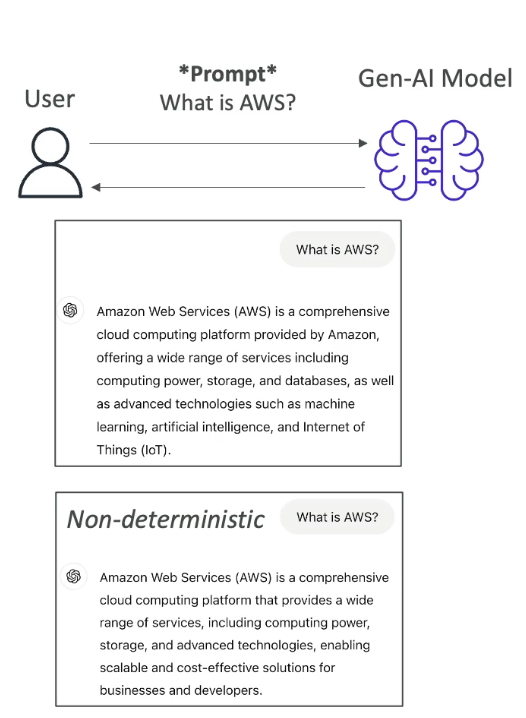 *Prompt*
User
What is AWS?
Gen-AI Model
What is AWS?
Amazon Web Services (AWS) is a comprehensive
cloud computing platform provided by Amazon,
offering a wide range of services including
computing power, storage, and databases, as well
as advanced technologies such as machine
learning, artificial intelligence, and Internet of
Things (IoT).
Non-deterministic
What is AWS?
Amazon Web Services (AWS) is a comprehensive
cloud computing platform that provides a wide
range of services, including computing power,
storage, and advanced technologies, enabling
scalable and cost-effective solutions for
businesses and developers.